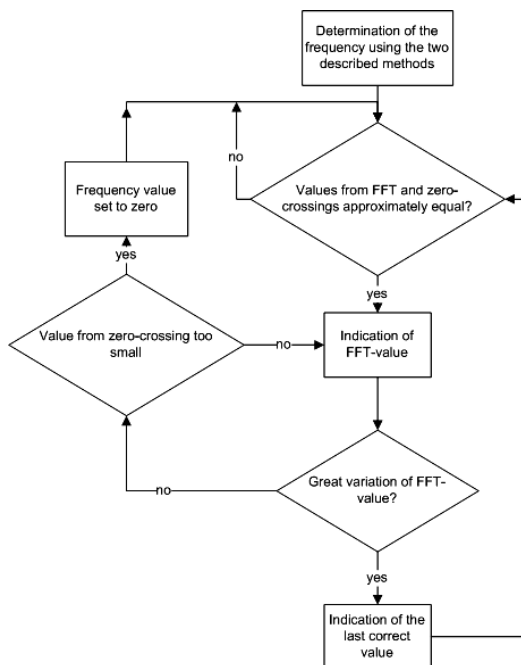 Determination of the
frequency using the two
described methods
no
Frequency value
set to zero
Values from FFT and zero-
crossings approximately equal?
yes
yes
Value from zero-crossing too
small
no
Indication of
FFT-value
Great variation of FFT-
value?
no
yes
Indication of the
last correct
value